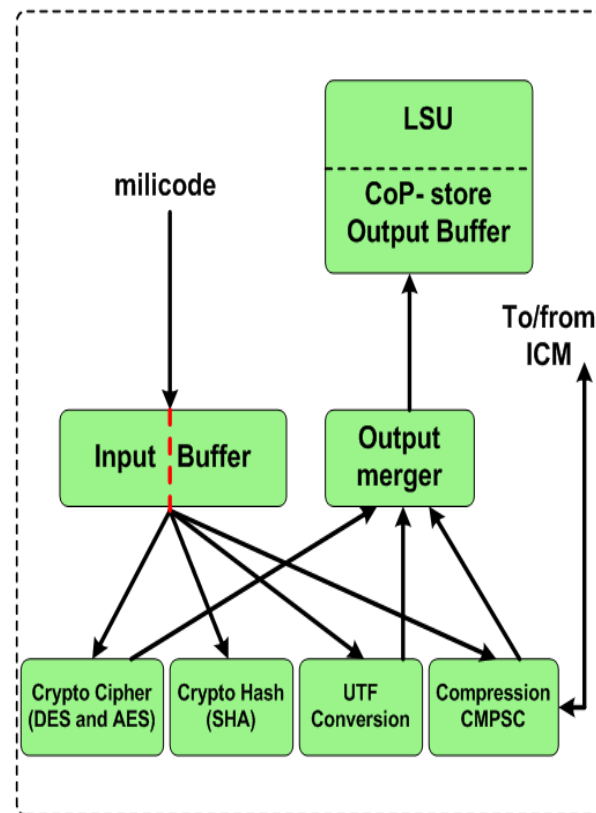 LSU
CoP- store
Output Buffer
milicode
To/from
ICM
Input Buffer
Output
merger
Crypto Cipher
(DES and AES)
Crypto Hash
(SHA)
UTF
Conversion
Compression
CMPSC